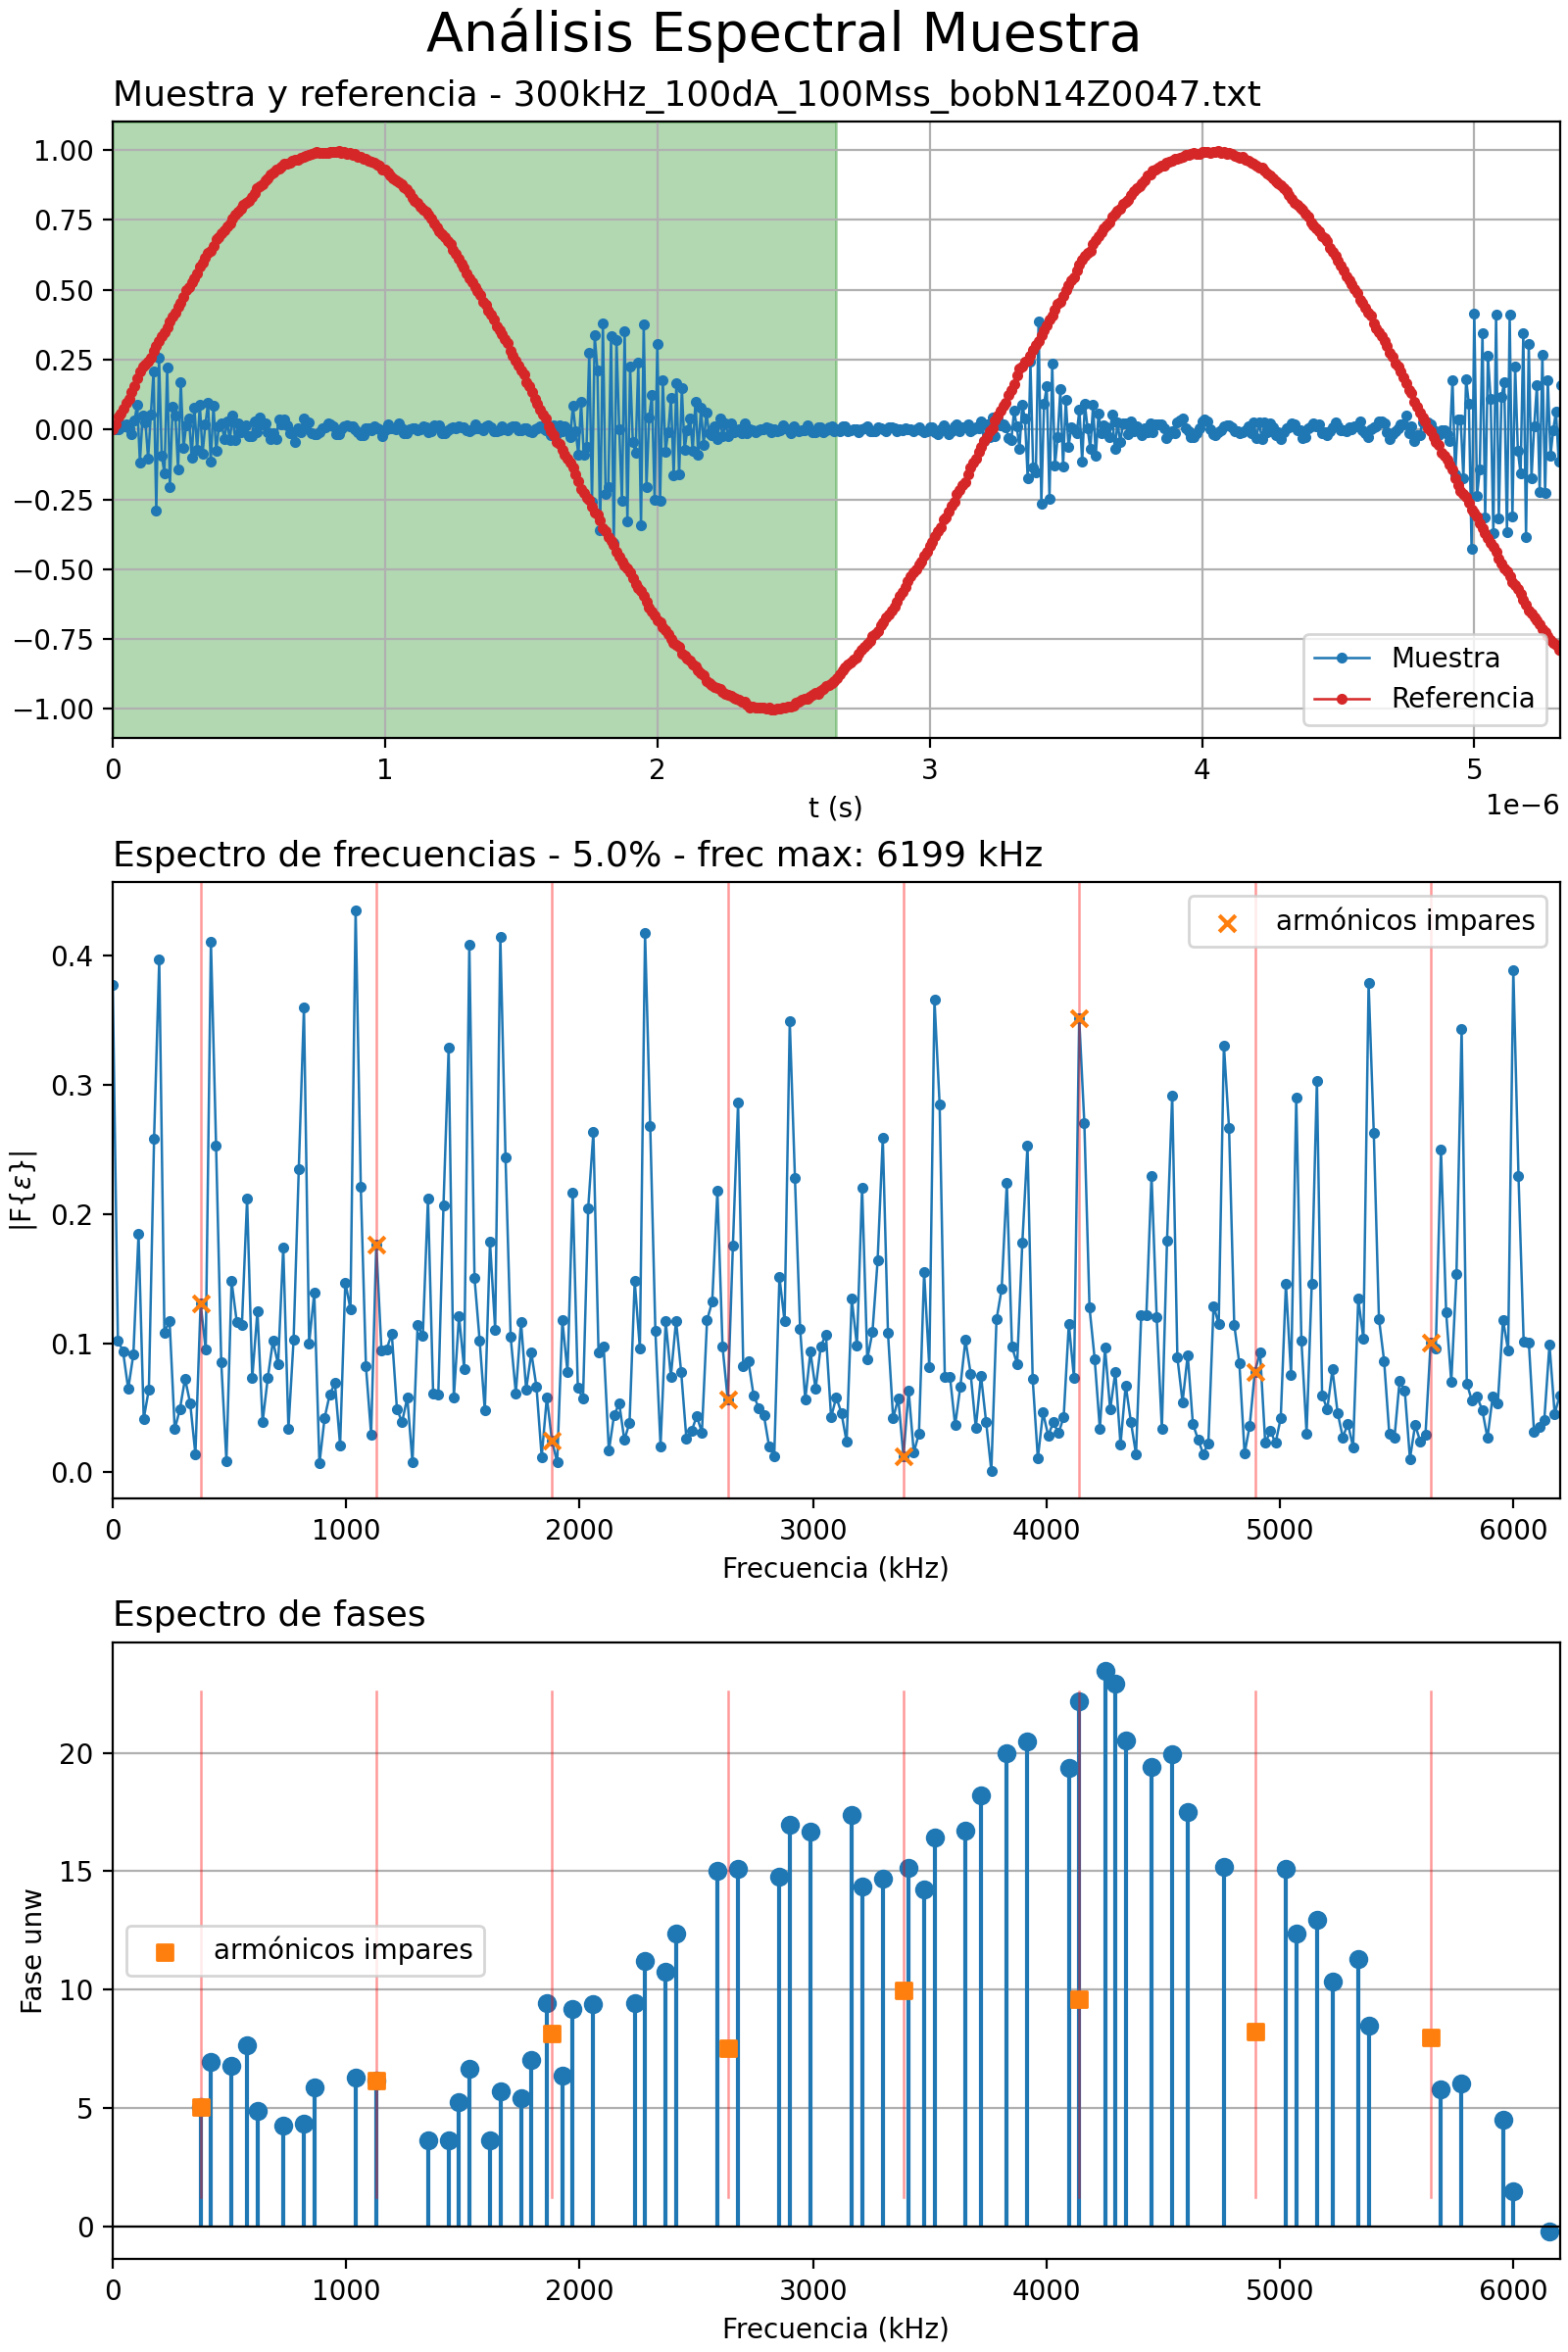 Análisis Espectral Muestra
Muestra y referencia - 300kHz_100dA_100Mss_bobN14Z0047.txt
1.00
0.75
0.50
0.25
0.00
−0.25
−0.50
−0.75
−1.00
Muestra
Referencia
0 1 2 3 4 5
1e−6
t (s)
Espectro de frecuencias - 5.0% - frec max: 6199 kHz
armónicos impares
0.4
0.3
0.2
0.1
0.0
|F{ε}|
0 1000 2000 3000 4000 5000 6000
Frecuencia (kHz)
Espectro de fases
20
15
10
5
0
Fase unw
armónicos impares
0 1000 2000 3000 4000 5000 6000
Frecuencia (kHz)